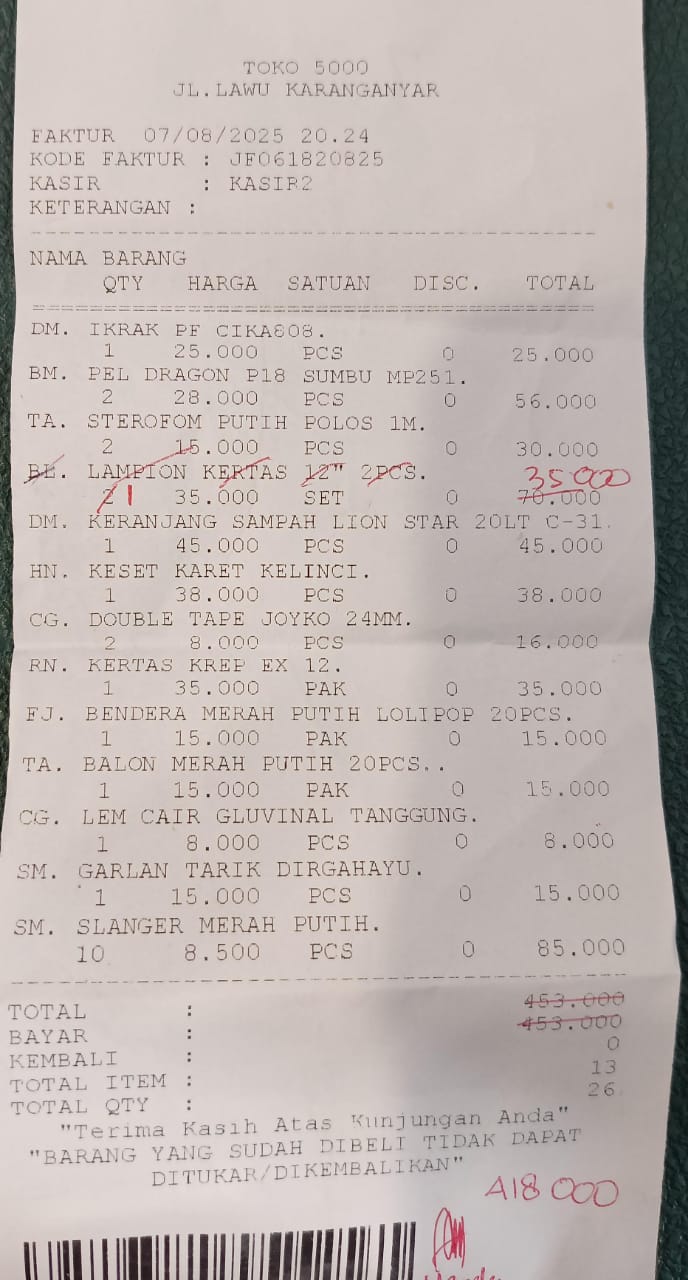 TOKO 5000
JL.LAWU KARANGANYAR
FAKTUR 07/08/2025 20.24
KODE FAKTUR : JF061820825
KASIR : KASIR2
KETERANGAN :
NAMA BARANG
QTY HARGA SATUAN DISC. TOTAL
DM. IKRAK PF CIKA808.
1 25.000 PCS 0 25.000
BM. PEL DRAGON P18 SUMBU MP251.
2 28.000 PCS 0 56.000
TA. STEROFOM PUTIH POLOS 1M.
2 15.000 PCS 0 30.000
BL. LAMPION KERTAS 12" 2PCS. 35 000
2 1 35.000 SET 0 70.000
DM. KERANJANG SAMPAH LION STAR 20LT C-31.
1 45.000 PCS 0 45.000
HN. KESET KARET KELINCI.
1 38.000 PCS 0 38.000
CG. DOUBLE TAPE JOYKO 24MM.
2 8.000 PCS 0 16.000
RN. KERTAS KREP EX 12.
1 35.000 PAK 0 35.000
FJ. BENDERA MERAH PUTIH LOLIPOP 20PCS.
1 15.000 PAK 0 15.000
TA. BALON MERAH PUTIH 20PCS..
1 15.000 PAK 0 15.000
CG. LEM CAIR GLUVINAL TANGGUNG.
1 8.000 PCS 0 8.000
SM. GARLAN TARIK DIRGAHAYU.
1 15.000 PCS 0 15.000
SM. SLANGER MERAH PUTIH.
10 8.500 PCS 0 85.000
TOTAL : 453.000
BAYAR : 453.000
KEMBALI : 0
TOTAL ITEM : 13
TOTAL QTY : 26
"Terima Kasih Atas Kunjungan Anda"
"BARANG YANG SUDAH DIBELI TIDAK DAPAT
DITUKAR/DIKEMBALIKAN"
418 000